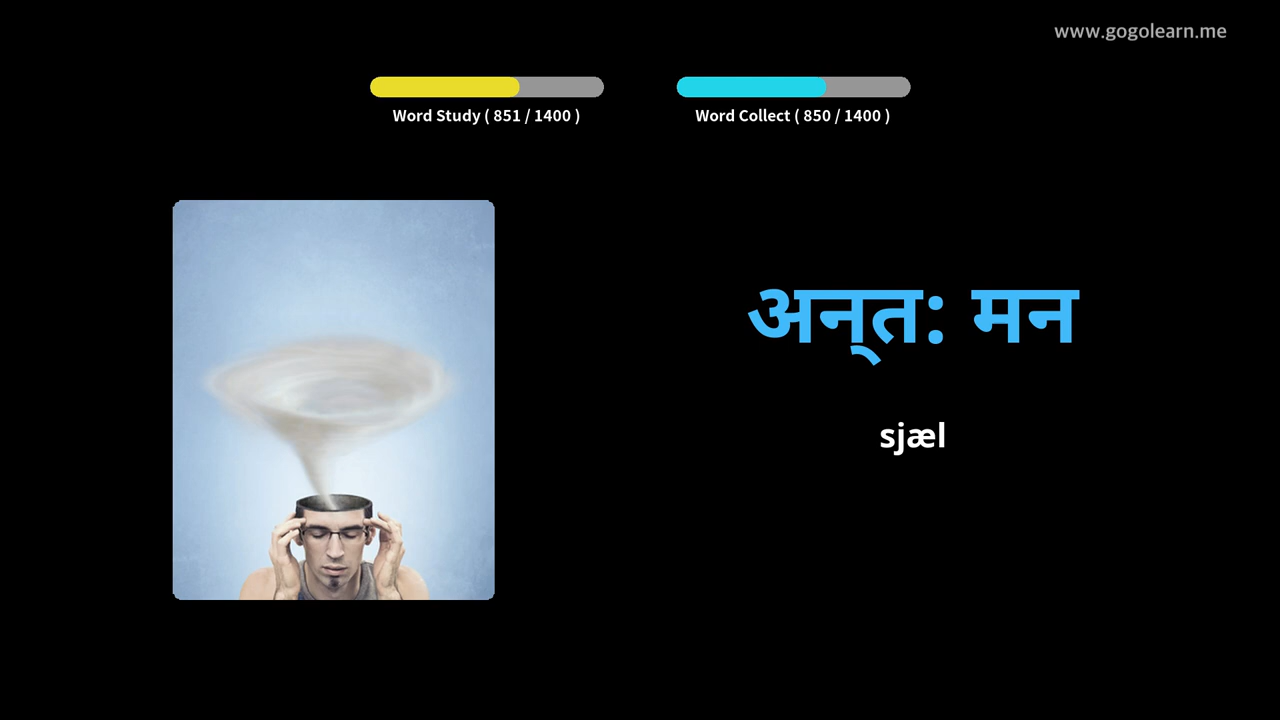 www.gogolearn.me
Word Study ( 851 / 1400 )
Word Collect ( 850 / 1400 )
अन्‌त: मन
sjæl